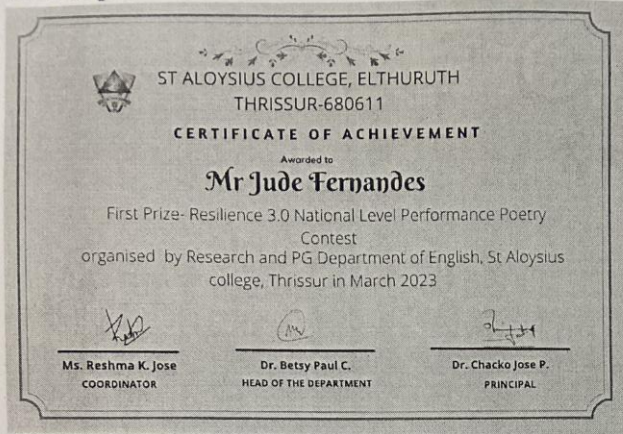 ST ALOYSIUS COLLEGE, ELTHURUTH
THRISSUR-680611
CERTIFICATE OF ACHIEVEMENT
Awarded to
Mr Jude Fernandes
First Prize- Resilience 3.0 National Level Performance Poetry
Contest
organised by Research and PG Department of English, St Aloysius
college, Thrissur in March 2023
Ms. Reshma K. Jose
COORDINATOR
Dr. Betsy Paul C.
HEAD OF THE DEPARTMENT
Dr. Chacko Jose P.
PRINCIPAL